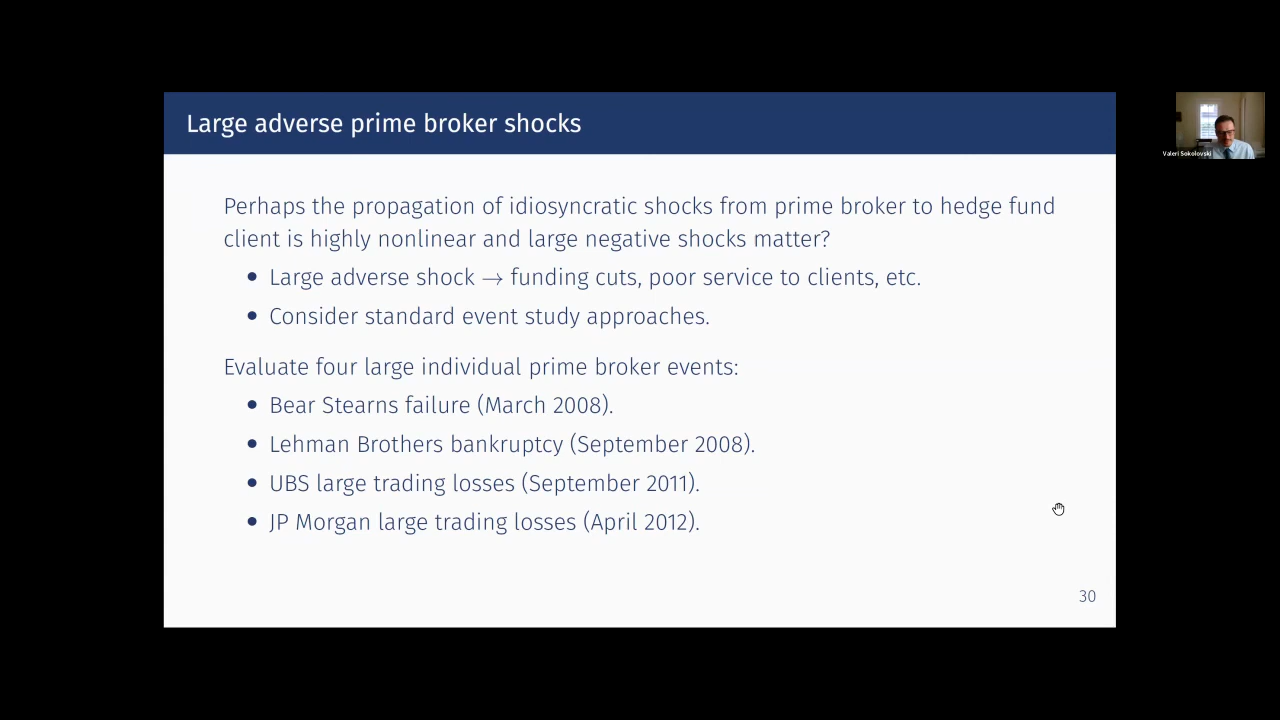 Large adverse prime broker shocks
Valeri Sokolovski
Perhaps the propagation of idiosyncratic shocks from prime broker to hedge fund
client is highly nonlinear and large negative shocks matter?
• Large adverse shock → funding cuts, poor service to clients, etc.
• Consider standard event study approaches.
Evaluate four large individual prime broker events:
• Bear Stearns failure (March 2008).
• Lehman Brothers bankruptcy (September 2008).
• UBS large trading losses (September 2011).
• JP Morgan large trading losses (April 2012).
30